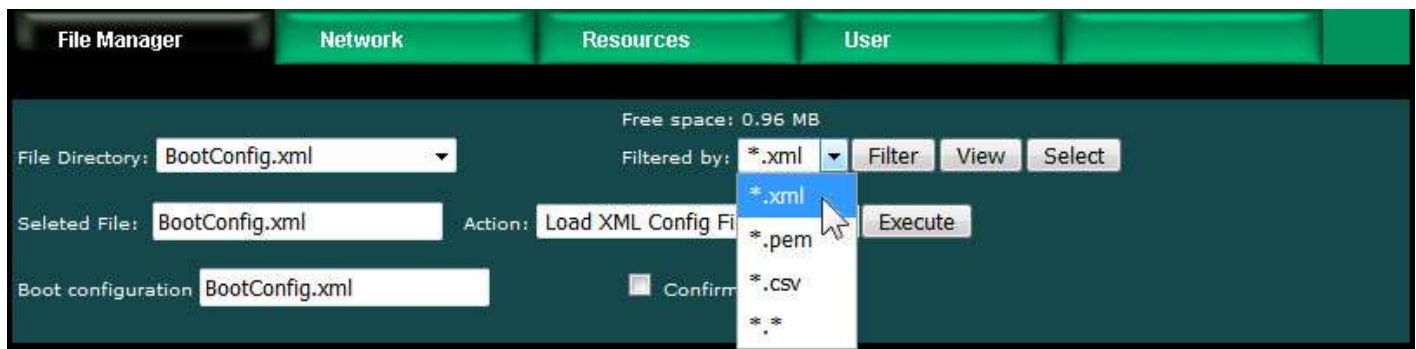 File Manager Network Resources User
Free space: 0.96 MB
File Directory: BootConfig.xml Filtered by: *.xml Filter View Select
*.xml
Seleted File: BootConfig.xml Action: Load XML Config Fi Execute
*.pem
*.csv
Boot configuration BootConfig.xml Confirm
*.*